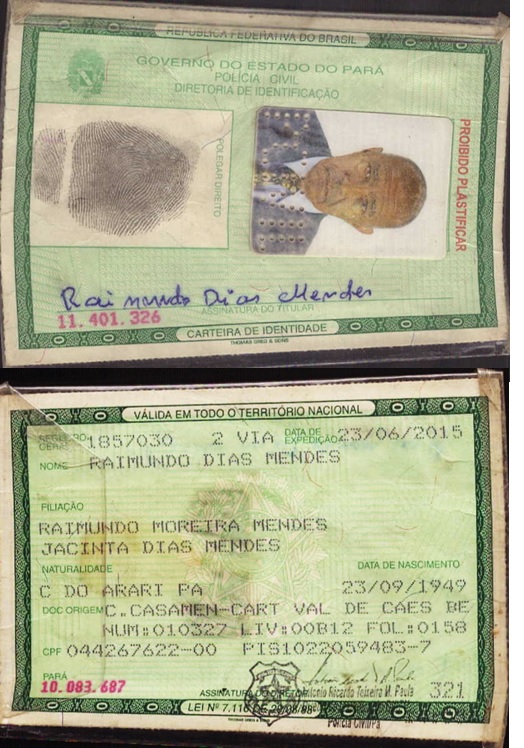 REPÚBLICA FEDERATIVA DO BRASIL
GOVERNO DO ESTADO DO PARÁ
POLÍCIA CIVIL
DIRETORIA DE IDENTIFICAÇÃO
POLEGAR DIREITO
PROIBIDO PLASTIFICAR
Raimundo Dias Mendes
ASSINATURA DO TITULAR
11.401.326
CARTEIRA DE IDENTIDADE
THOMAS GREG & SONS
VÁLIDA EM TODO O TERRITÓRIO NACIONAL
REGISTRO GERAL 1857030 2 VIA DATA DE EXPEDIÇÃO 23/06/2015
NOME RAIMUNDO DIAS MENDES
FILIAÇÃO
RAIMUNDO MOREIRA MENDES
JACINTA DIAS MENDES
NATURALIDADE DATA DE NASCIMENTO
C DO ARARI PA 23/09/1949
DOC ORIGEM C.CASAMEN-CART VAL DE CAES BE
NUM:010327 LIV:00B12 FOL:0158
CPF 044267622-00 PIS1022059483-7
PARÁ
10.083.687
ASSINATURA DO DIRETOR
Antonio Ricardo Teixeira M. Paula
321
LEI Nº 7.116 DE 29/08/83
Polícia Civil/Pa